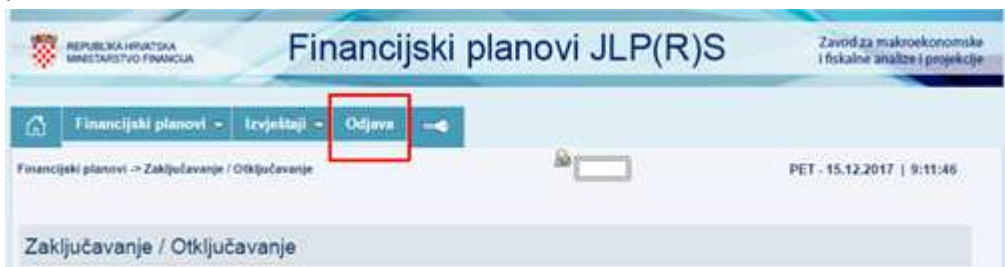 REPUBLIKA HRVATSKA
MINISTARSTVO FINANCIJA
Financijski planovi JLP(R)S
Zavod za makroekonomske
i fiskalne analize i projekcije
Financijski planovi
Izvještaji
Odjava
Financijski planovi -> Zaključavanje / Otključavanje
PET - 15.12.2017 | 9:11:46
Zaključavanje / Otključavanje